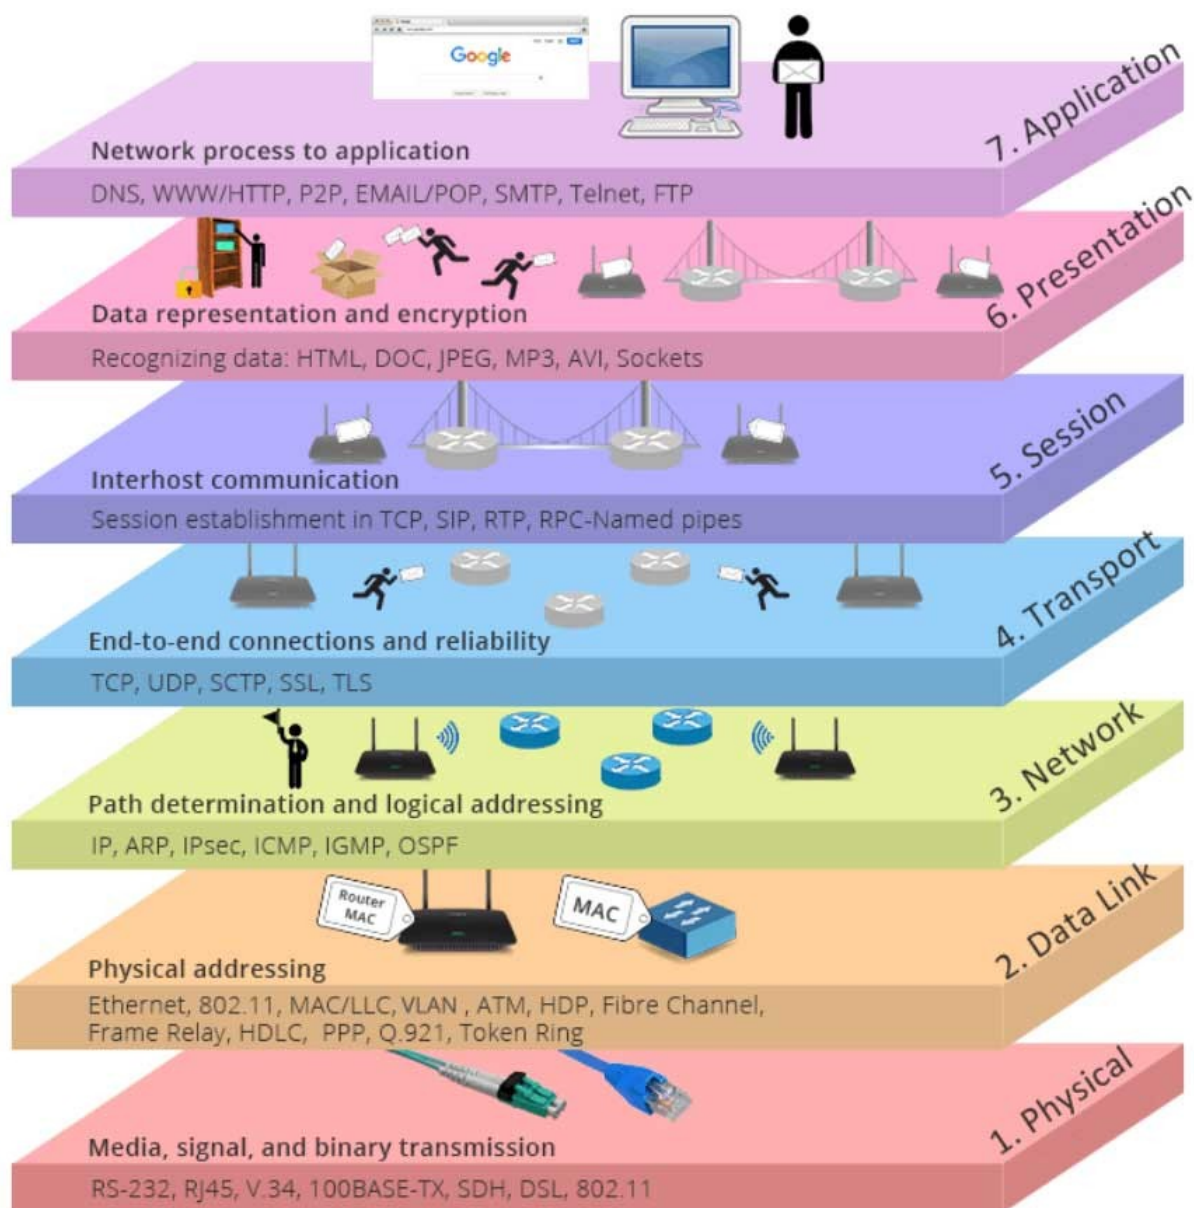 Google
7. Application
Network process to application
DNS, WWW/HTTP, P2P, EMAIL/POP, SMTP, Telnet, FTP
6. Presentation
Data representation and encryption
Recognizing data: HTML, DOC, JPEG, MP3, AVI, Sockets
5. Session
Interhost communication
Session establishment in TCP, SIP, RTP, RPC-Named pipes
4. Transport
End-to-end connections and reliability
TCP, UDP, SCTP, SSL, TLS
3. Network
Path determination and logical addressing
IP, ARP, IPsec, ICMP, IGMP, OSPF
2. Data Link
Router
MAC
MAC
Physical addressing
Ethernet, 802.11, MAC/LLC, VLAN , ATM, HDP, Fibre Channel,
Frame Relay, HDLC, PPP, Q.921, Token Ring
1. Physical
Media, signal, and binary transmission
RS-232, RJ45, V.34, 100BASE-TX, SDH, DSL, 802.11